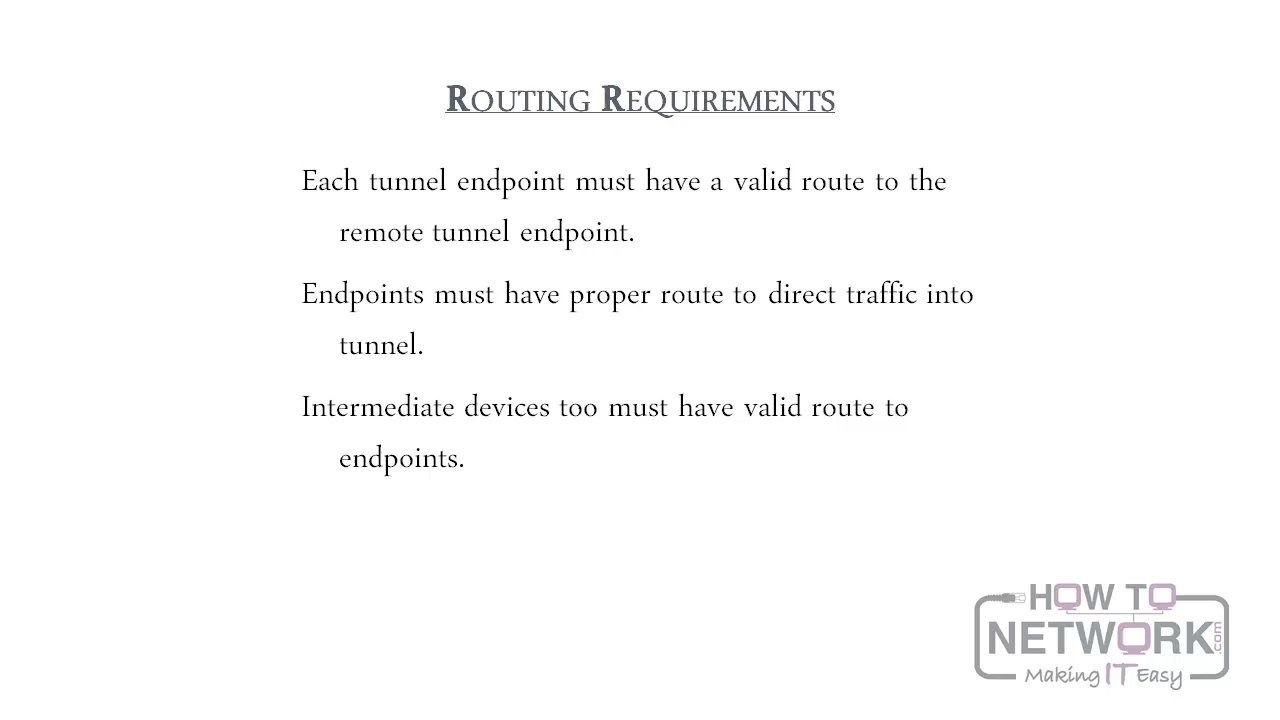 ROUTING REQUIREMENTS
Each tunnel endpoint must have a valid route to the
remote tunnel endpoint.
Endpoints must have proper route to direct traffic into
tunnel.
Intermediate devices too must have valid route to
endpoints.
HOW TO
NETWORK.com
Making IT Easy